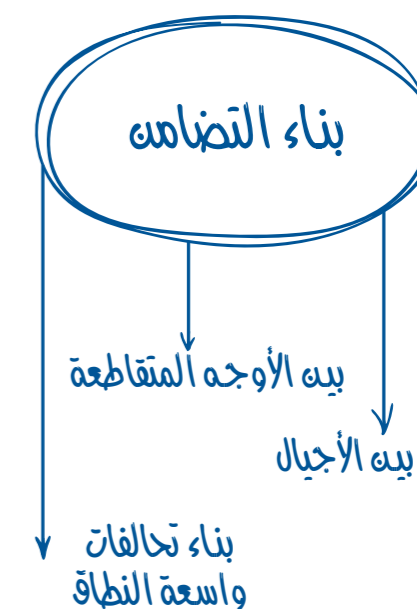 بناء التضامن
بين الأوجه المتقاطعة
بين الأجيال
بناء تحالفات
واسعة النطاق